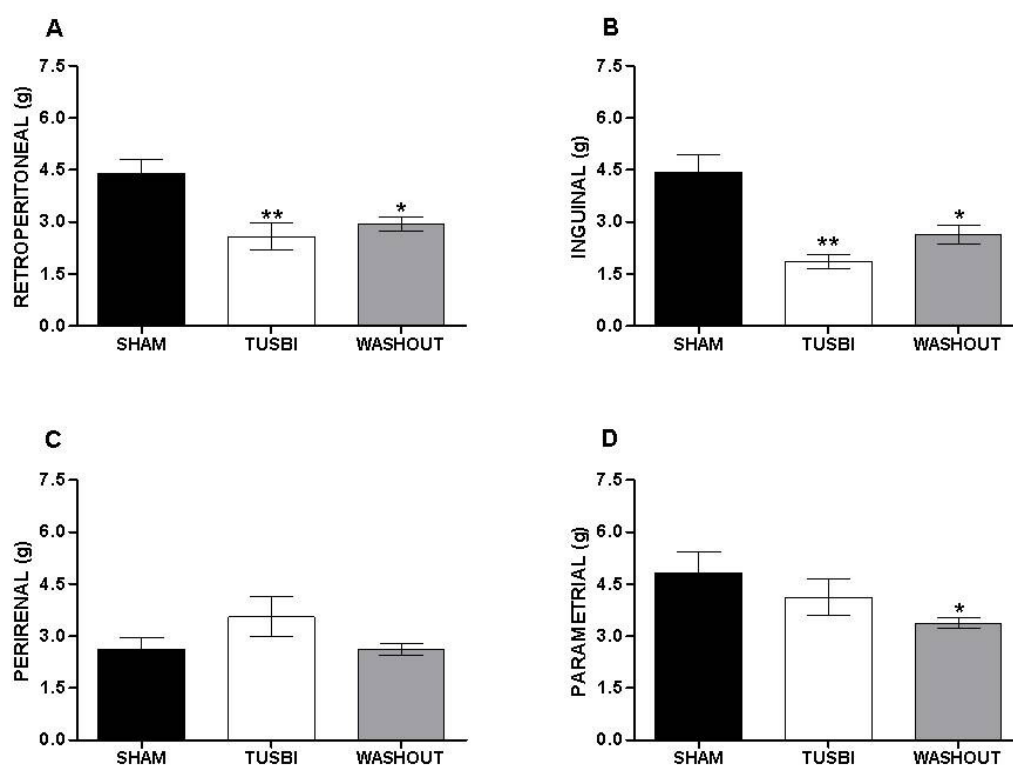 A
RETROPERITONEAL (g)
7.5
6.0
4.5
3.0
1.5
0.0
**
*
SHAM TUSBI WASHOUT
B
INGUINAL (g)
7.5
6.0
4.5
3.0
1.5
0.0
**
*
SHAM TUSBI WASHOUT
C
PERIRENAL (g)
7.5
6.0
4.5
3.0
1.5
0.0
SHAM TUSBI WASHOUT
D
PARAMETRIAL (g)
7.5
6.0
4.5
3.0
1.5
0.0
*
SHAM TUSBI WASHOUT